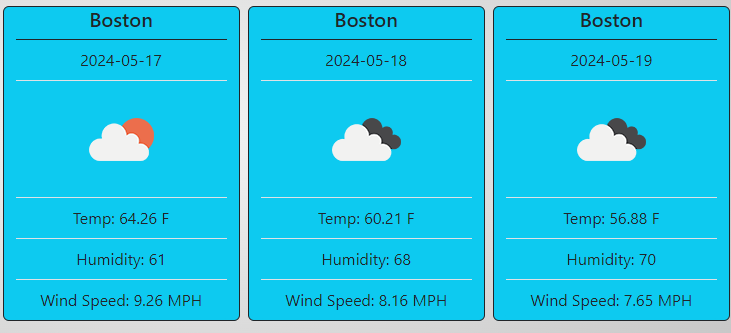 Boston
2024-05-17
Temp: 64.26 F
Humidity: 61
Wind Speed: 9.26 MPH
Boston
2024-05-18
Temp: 60.21 F
Humidity: 68
Wind Speed: 8.16 MPH
Boston
2024-05-19
Temp: 56.88 F
Humidity: 70
Wind Speed: 7.65 MPH